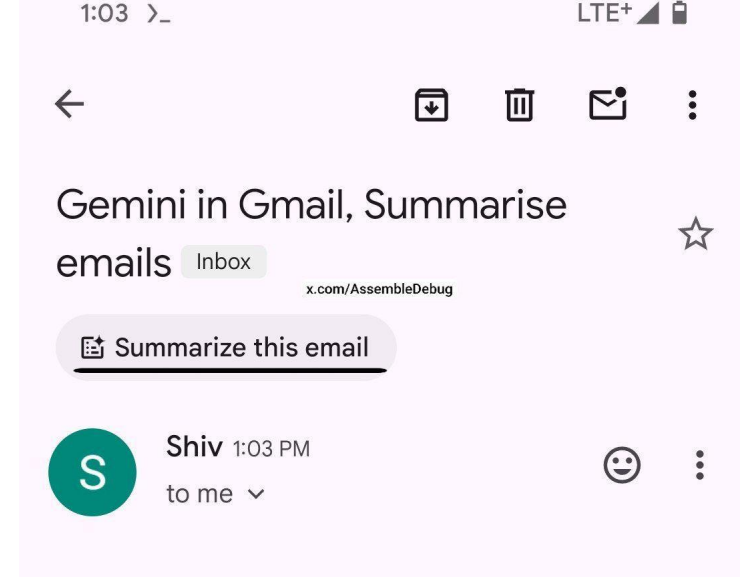 1:03 >_ LTE+
Gemini in Gmail, Summarise
emails Inbox
x.com/AssembleDebug
Summarize this email
S
Shiv 1:03 PM
to me